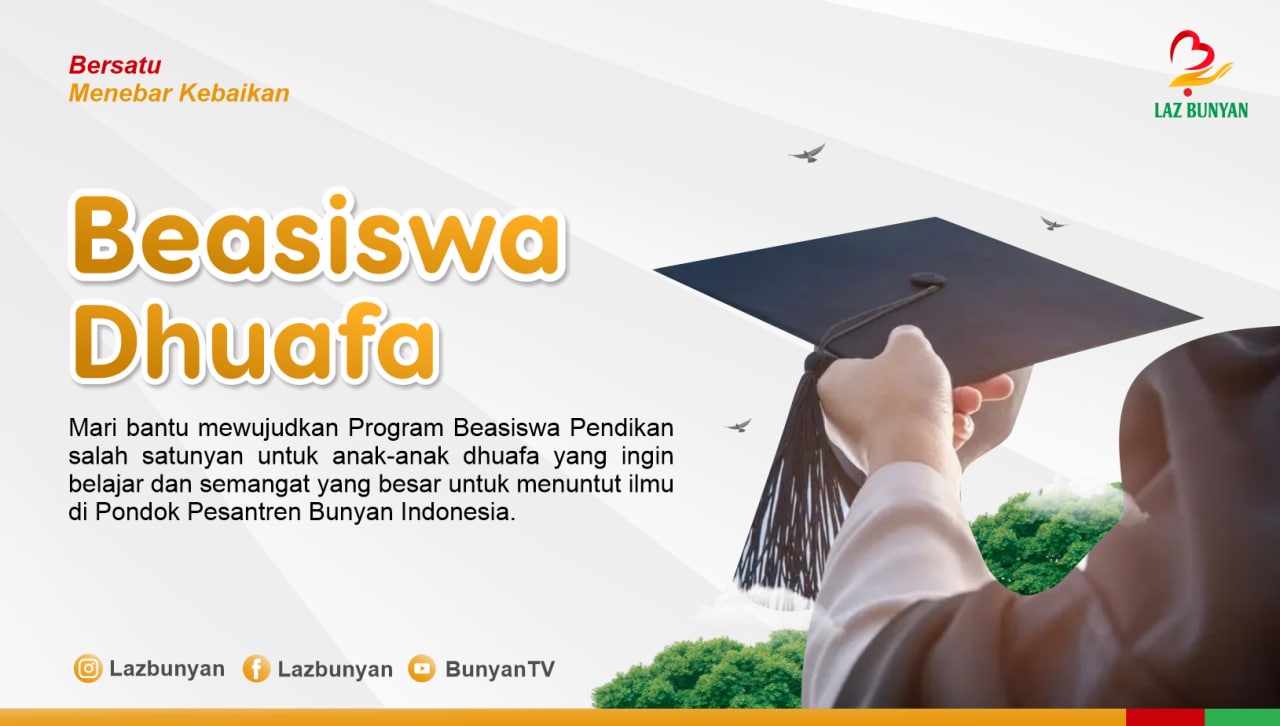 Bersatu
Menebar Kebaikan
LAZ BUNYAN
Beasiswa
Dhuafa
Mari bantu mewujudkan Program Beasiswa Pendikan
salah satunyan untuk anak-anak dhuafa yang ingin
belajar dan semangat yang besar untuk menuntut ilmu
di Pondok Pesantren Bunyan Indonesia.
Lazbunyan Lazbunyan BunyanTV